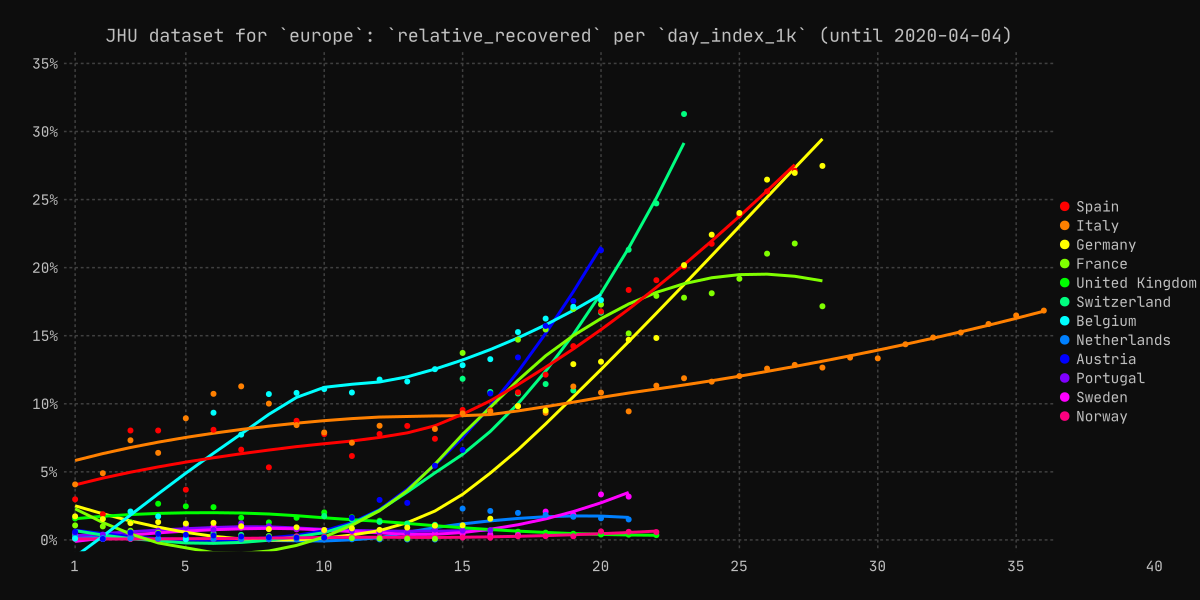 JHU dataset for `europe`: `relative_recovered` per `day_index_1k` (until 2020-04-04)
35%
30%
25%
20%
15%
10%
5%
0%
1 5 10 15 20 25 30 35 40
Spain
Italy
Germany
France
United Kingdom
Switzerland
Belgium
Netherlands
Austria
Portugal
Sweden
Norway